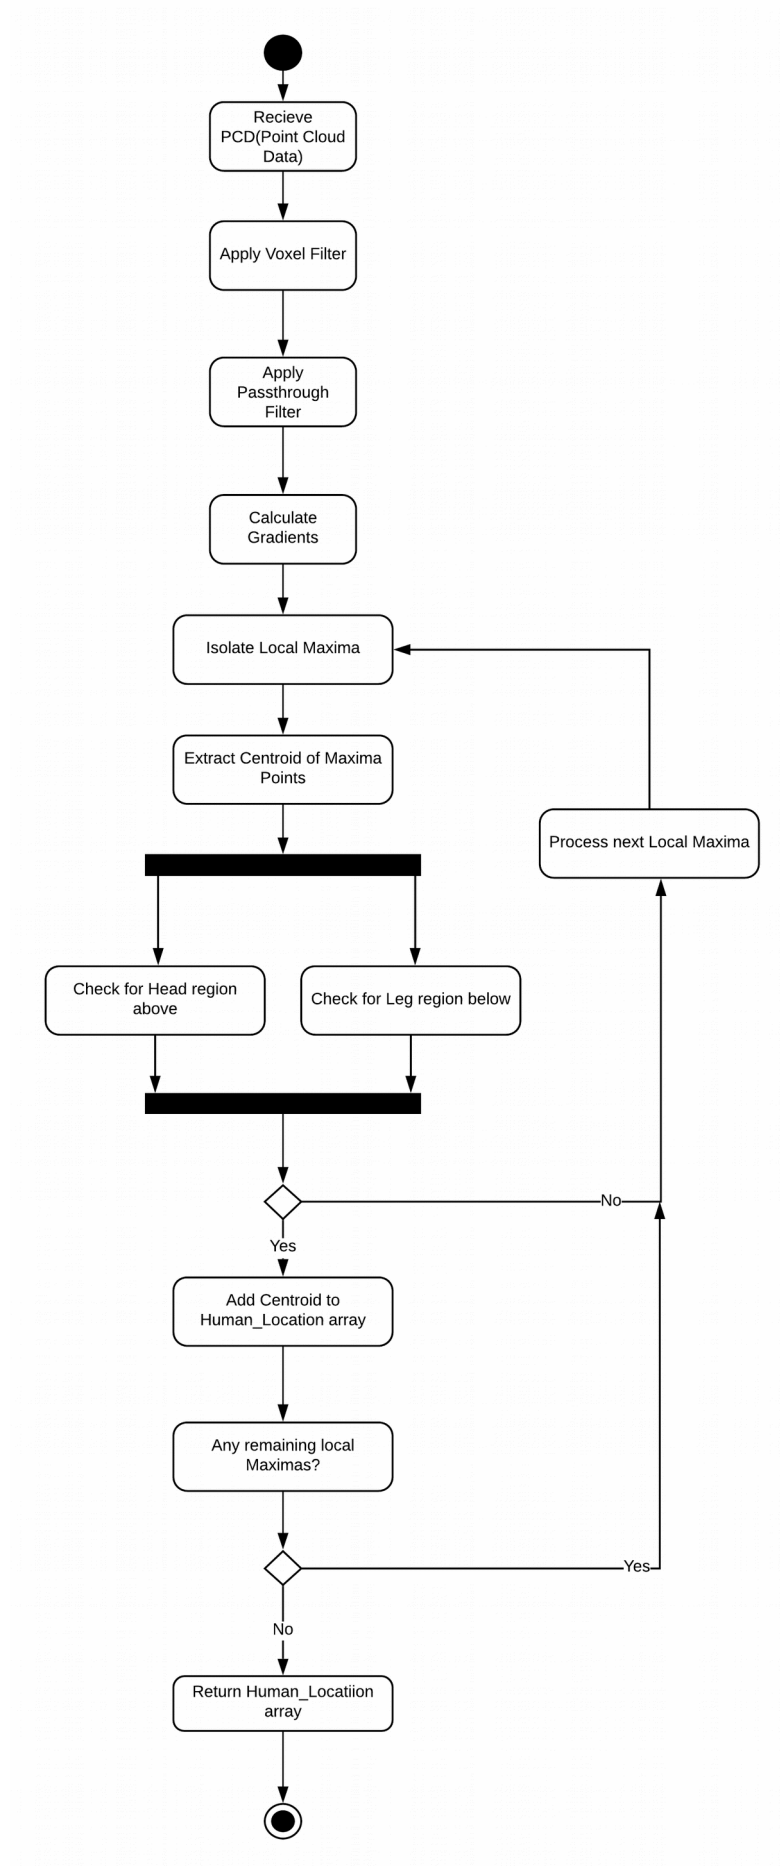 Recieve
PCD(Point Cloud
Data)
Apply Voxel Filter
Apply
Passthrough
Filter
Calculate
Gradients
Isolate Local Maxima
Extract Centroid of Maxima
Points
Process next Local Maxima
Check for Head region
above
Check for Leg region below
No
Yes
Add Centroid to
Human_Location array
Any remaining local
Maximas?
Yes
No
Return Human_Locatiion
array